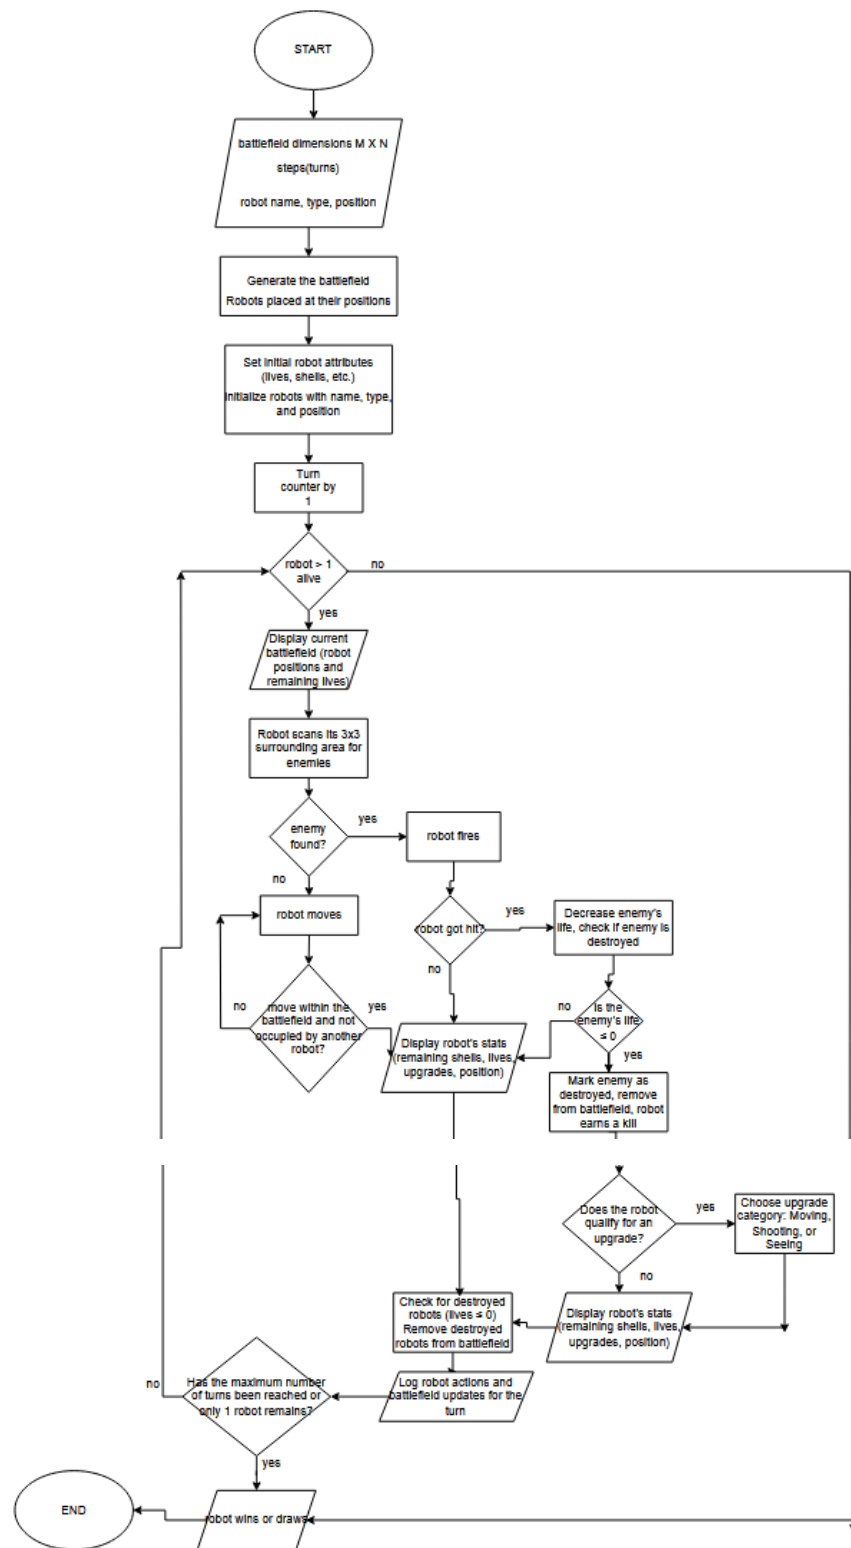 START
battlefield dimensions M X N
steps(turns)
robot name, type, position
Generate the battlefield
Robots placed at their positions
Set initial robot attributes
(lives, shells, etc.)
Initialize robots with name, type,
and position
Turn
counter by
1
robot > 1
alive
no
yes
Display current
battlefield (robot
positions and
remaining lives)
Robot scans its 3x3
surrounding area for
enemies
enemy
found?
yes
robot fires
no
robot moves
robot got hit?
yes
Decrease enemy's
life, check if enemy is
destroyed
no
move within the
battlefield and not
occupied by another
robot?
no
yes
Display robot's stats
(remaining shells, lives,
upgrades, position)
no
Is the
enemy's life
≤ 0
yes
Mark enemy as
destroyed, remove
from battlefield, robot
earns a kill
Does the robot
qualify for an
upgrade?
yes
Choose upgrade
category: Moving,
Shooting, or
Seeing
no
Display robot's stats
(remaining shells, lives,
upgrades, position)
Check for destroyed
robots (lives ≤ 0)
Remove destroyed
robots from battlefield
Log robot actions and
battlefield updates for the
turn
Has the maximum number
of turns been reached or
only 1 robot remains?
no
yes
robot wins or draws
END